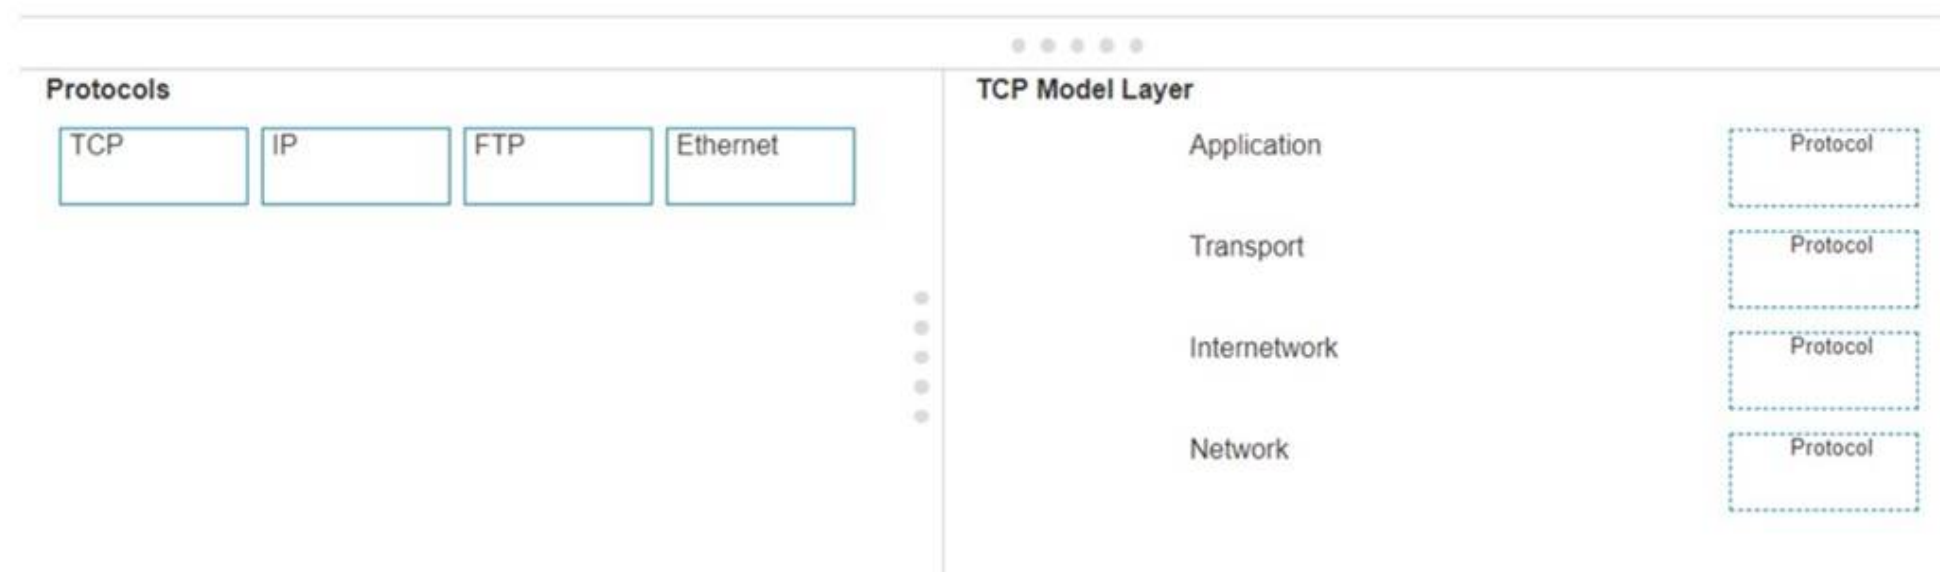 Protocols
TCP IP FTP Ethernet
TCP Model Layer
Application Protocol
Transport Protocol
Internetwork Protocol
Network Protocol